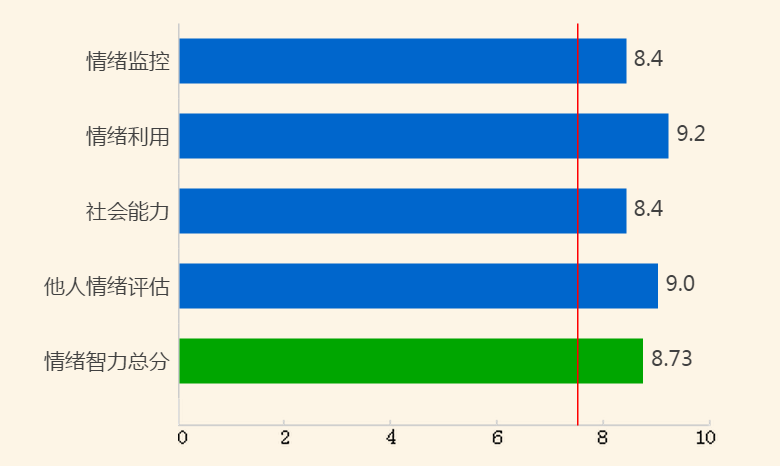 情绪监控 8.4
情绪利用 9.2
社会能力 8.4
他人情绪评估 9.0
情绪智力总分 8.73
0 2 4 6 8 10